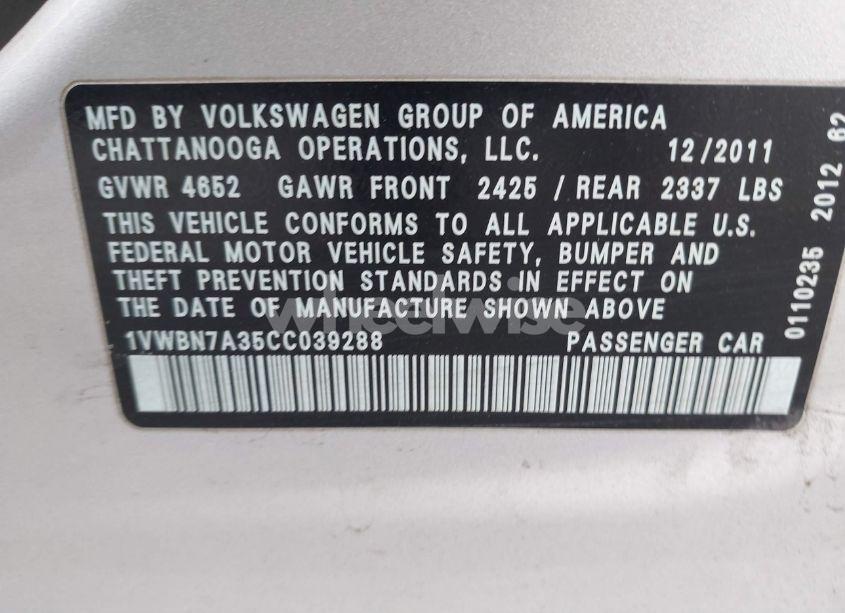 MFD BY VOLKSWAGEN GROUP OF AMERICA
CHATTANOOGA OPERATIONS, LLC. 12/2011
GVWR 4652 GAWR FRONT 2425 / REAR 2337 LBS
THIS VEHICLE CONFORMS TO ALL APPLICABLE U.S.
FEDERAL MOTOR VEHICLE SAFETY, BUMPER AND
THEFT PREVENTION STANDARDS IN EFFECT ON
THE DATE OF MANUFACTURE SHOWN ABOVE
1VWBN7A35CC039288 PASSENGER CAR
0110235 2012 62
wheelwise